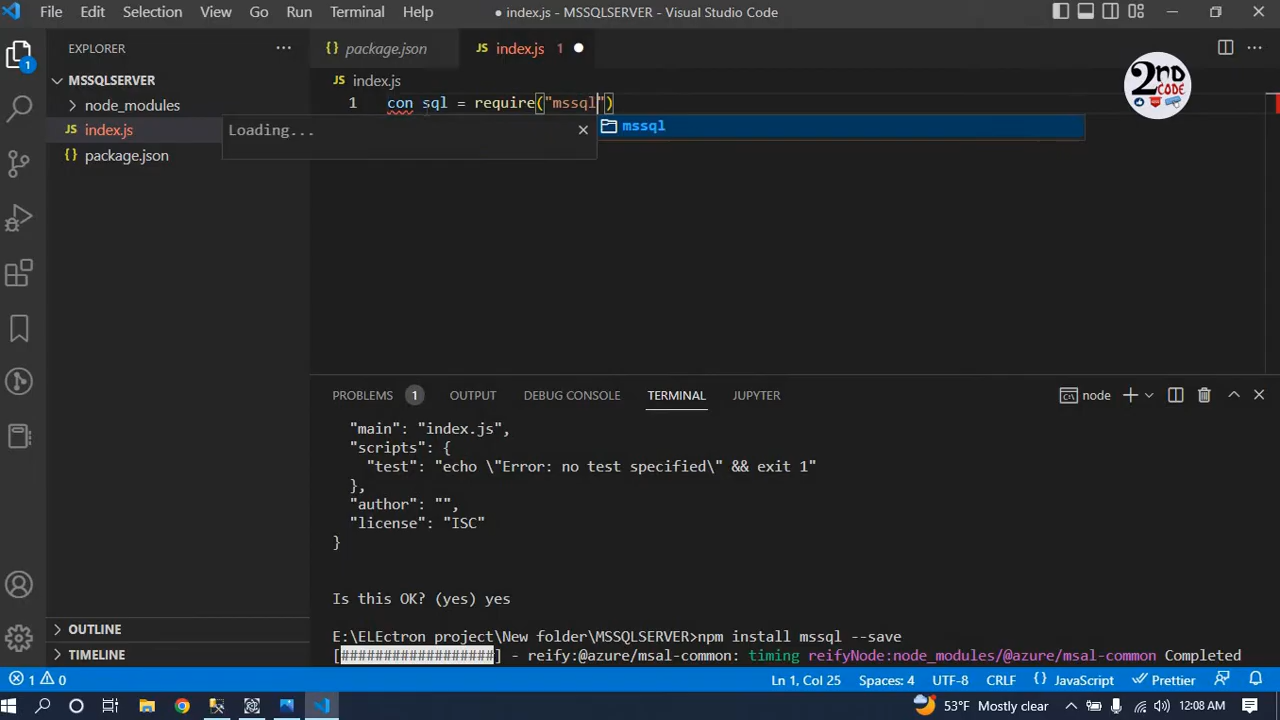 File Edit Selection View Go Run Terminal Help
● index.js - MSSQLSERVER - Visual Studio Code
EXPLORER
{} package.json
JS index.js 1
MSSQLSERVER
node_modules
JS index.js
{} package.json
JS index.js
1 con sql = require("mssql")
Loading...
mssql
2ND
CODE
1
PROBLEMS 1 OUTPUT DEBUG CONSOLE TERMINAL JUPYTER
node
"main": "index.js",
"scripts": {
"test": "echo \"Error: no test specified\" && exit 1"
},
"author": "",
"license": "ISC"
}
Is this OK? (yes) yes
E:\ELEctron project\New folder\MSSQLSERVER>npm install mssql --save
[##################] - reify:@azure/msal-common: timing reifyNode:node_modules/@azure/msal-common Completed
OUTLINE
TIMELINE
1 0 Ln 1, Col 25 Spaces: 4 UTF-8 CRLF {} JavaScript Prettier
53°F Mostly clear 12:08 AM